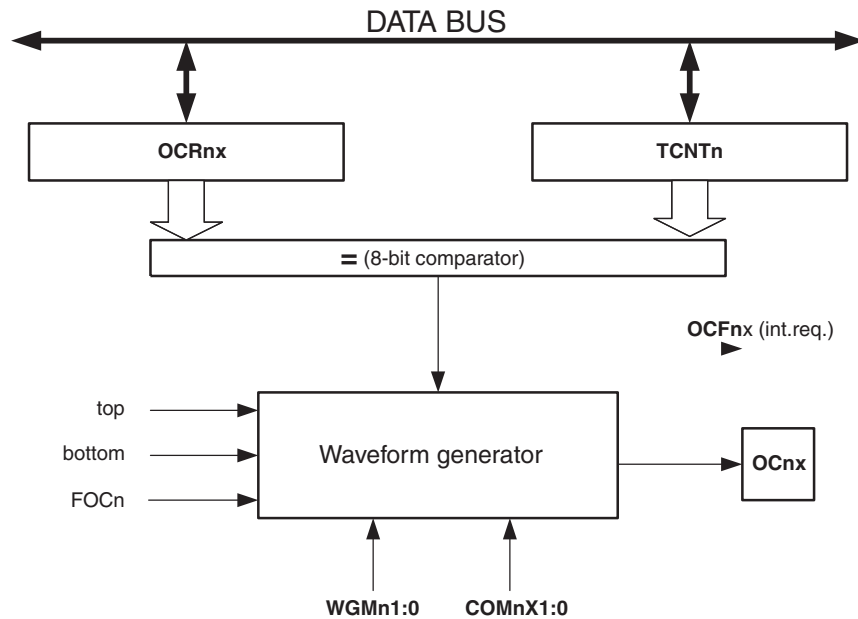 DATA BUS
OCRnx
TCNTn
= (8-bit comparator)
OCFnx (int.req.)
top
bottom
FOCn
Waveform generator
OCnx
WGMn1:0
COMnX1:0